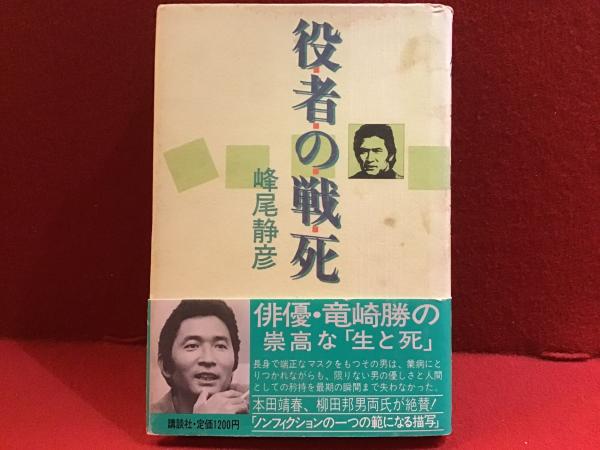 役者の戦死
峰尾静彦
俳優・竜崎勝の
崇高な「生と死」
長身で端正なマスクをもつその男は、業病にと
りつかれながらも、限りない男の優しさと人間
としての矜持を最期の瞬間まで失わなかった。
本田靖春、柳田邦男両氏が絶賛!
「ノンフィクションの一つの範になる描写」
講談社・定価1200円